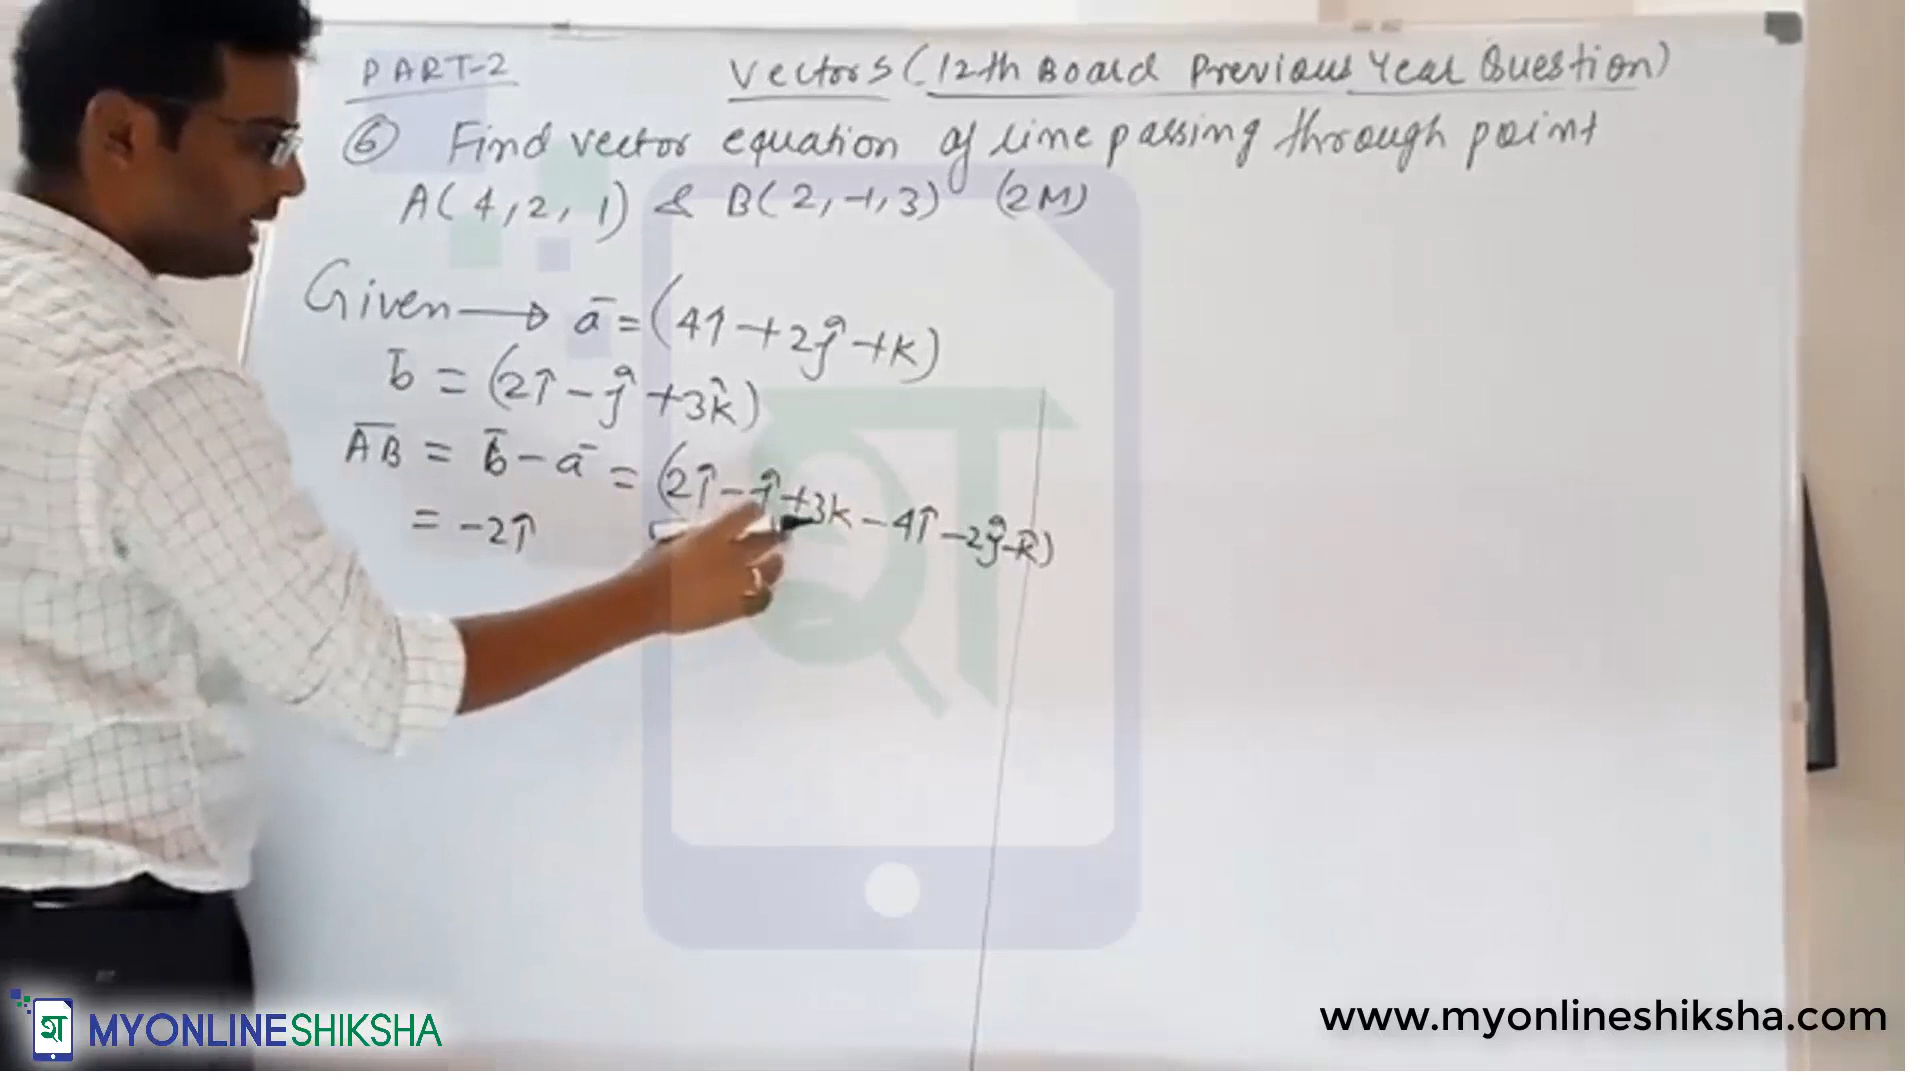 PART-2
Vectors (12th Board Previous Year Question)
⑥ Find vector equation of line passing through point
A(4,2,1) & B(2,-1,3) (2M)
Given → a̅ = (4î + 2ĵ + k)
b̅ = (2î - ĵ + 3k̂)
A̅B̅ = b̅ - a̅ = (2î - ĵ + 3k - 4î - 2ĵ - k̂)
= -2î
श
श MYONLINESHIKSHA
www.myonlineshiksha.com